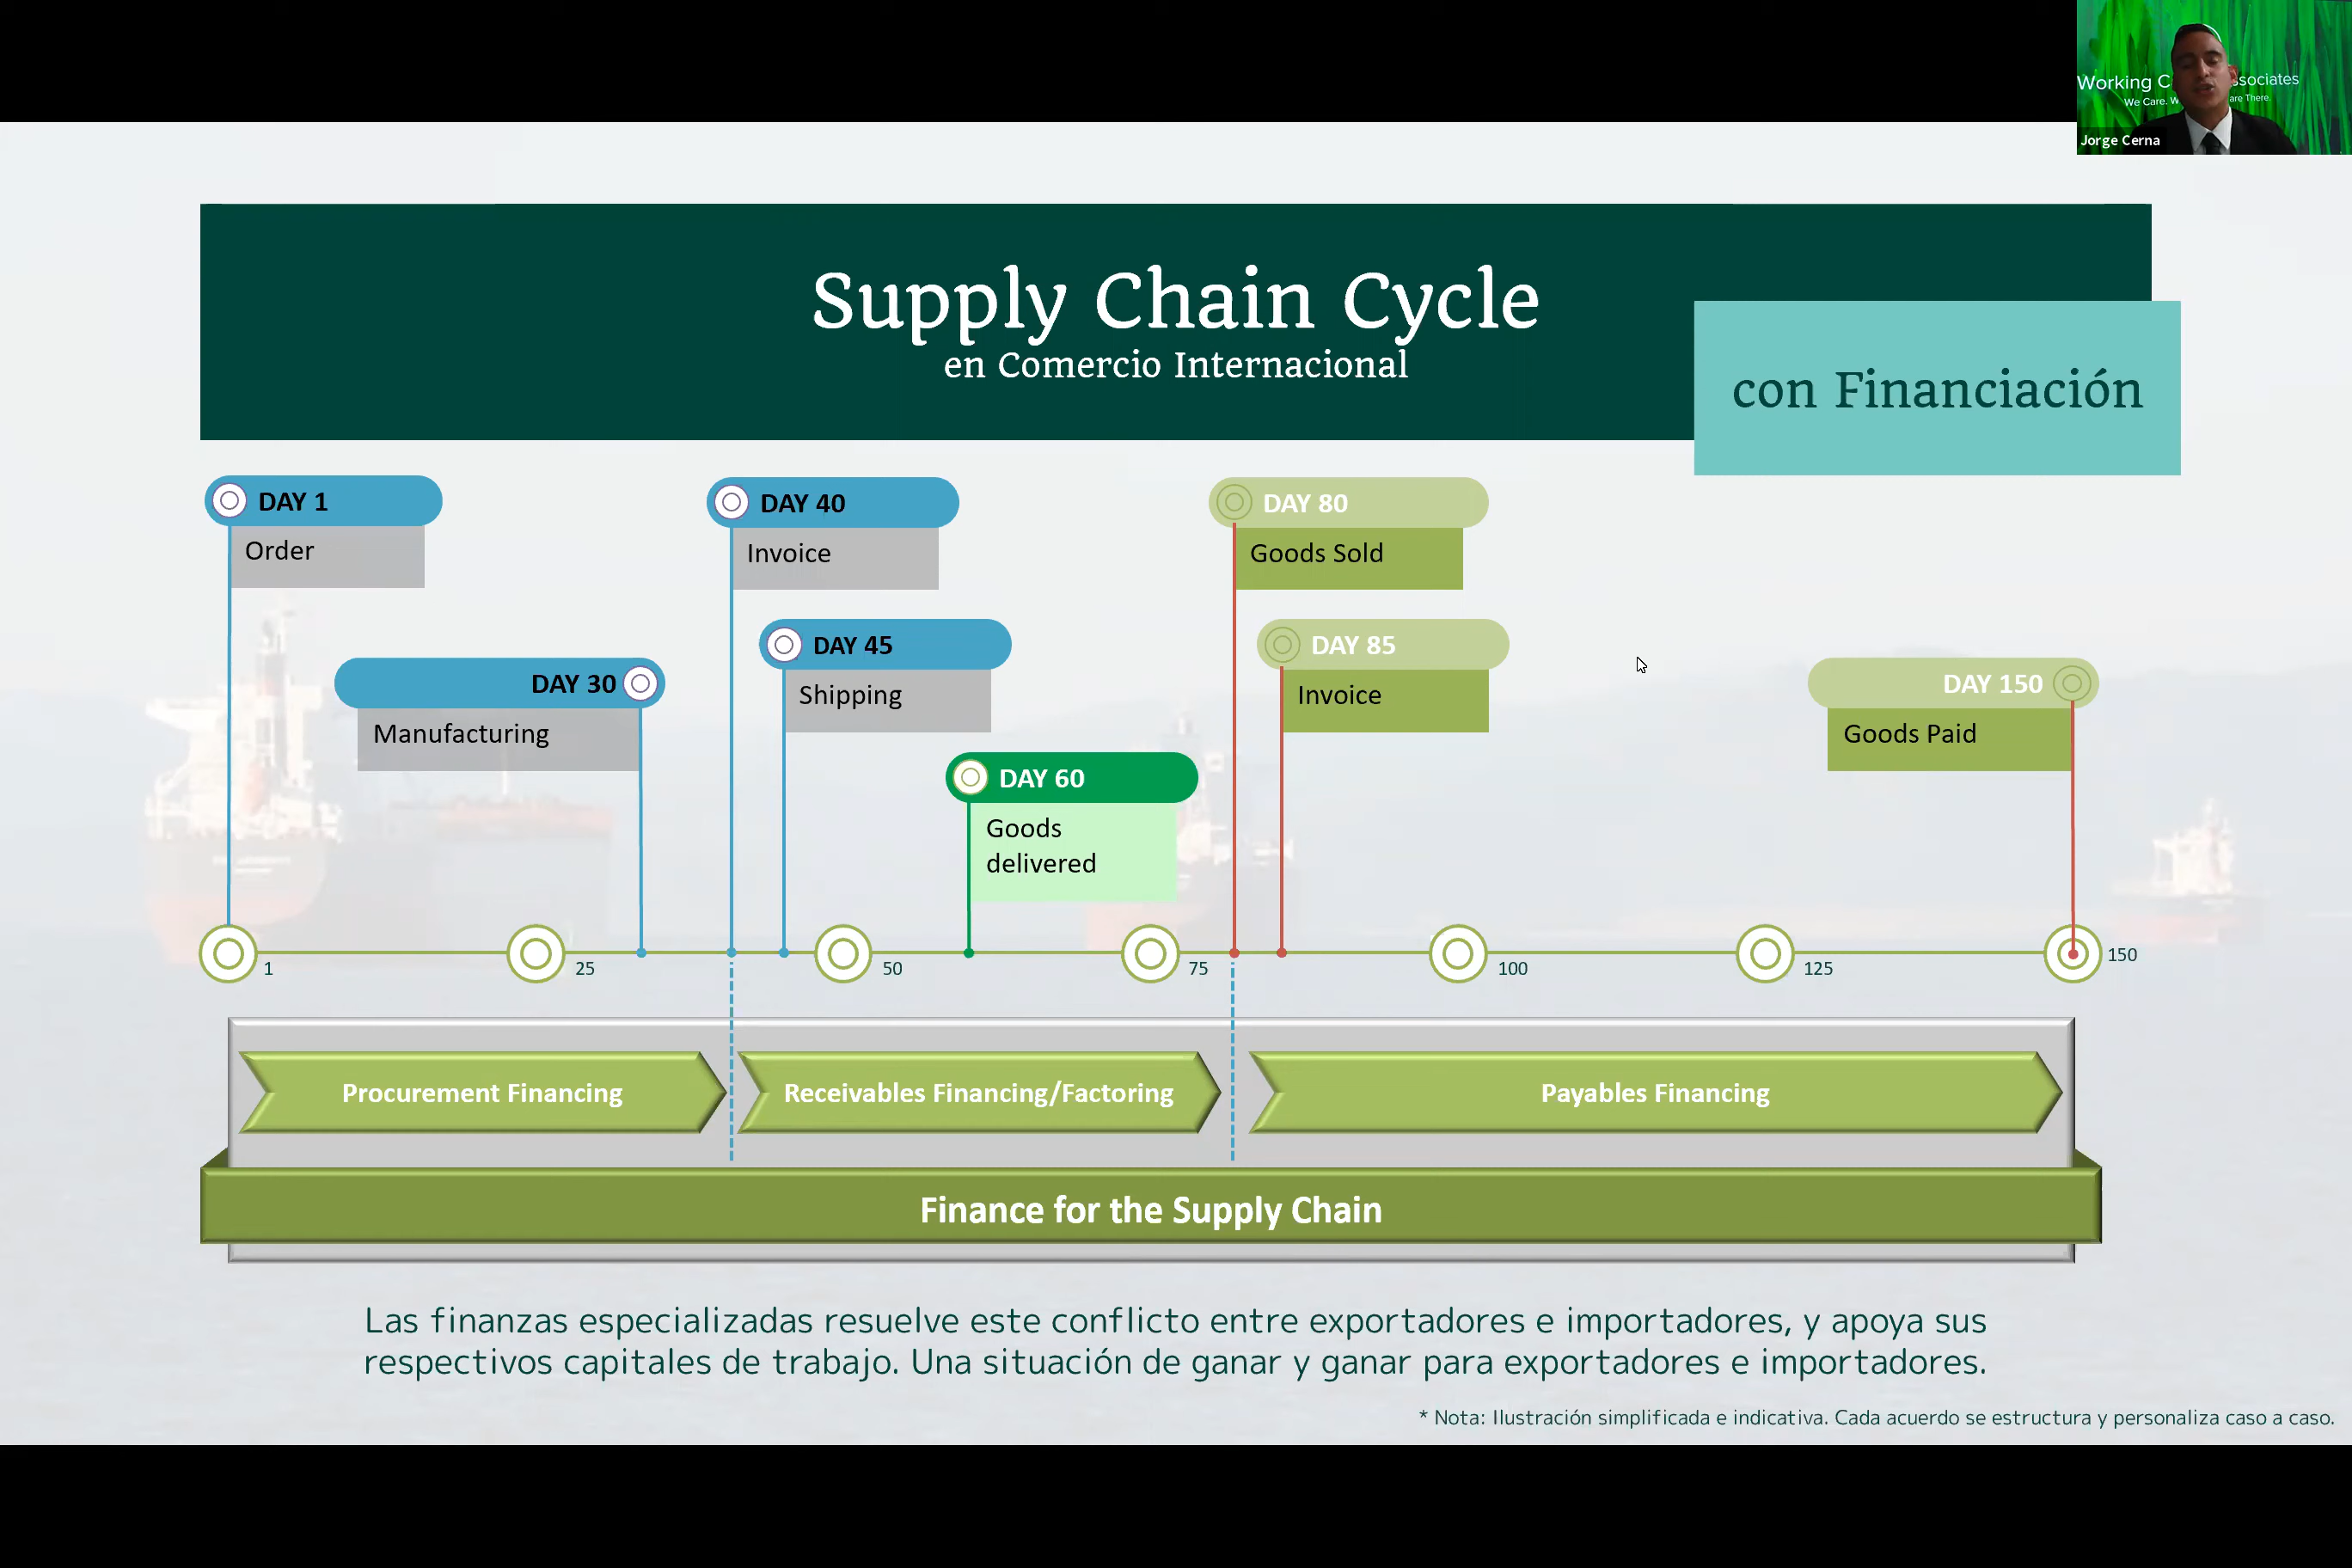 Working C ssociates
We Care. W are There.
Jorge Cerna
Supply Chain Cycle
en Comercio Internacional
con Financiación
DAY 1
Order
DAY 30
Manufacturing
DAY 40
Invoice
DAY 45
Shipping
DAY 60
Goods
delivered
DAY 80
Goods Sold
DAY 85
Invoice
DAY 150
Goods Paid
1
25
50
75
100
125
150
Procurement Financing
Receivables Financing/Factoring
Payables Financing
Finance for the Supply Chain
Las finanzas especializadas resuelve este conflicto entre exportadores e importadores, y apoya sus
respectivos capitales de trabajo. Una situación de ganar y ganar para exportadores e importadores.
* Nota: Ilustración simplificada e indicativa. Cada acuerdo se estructura y personaliza caso a caso.